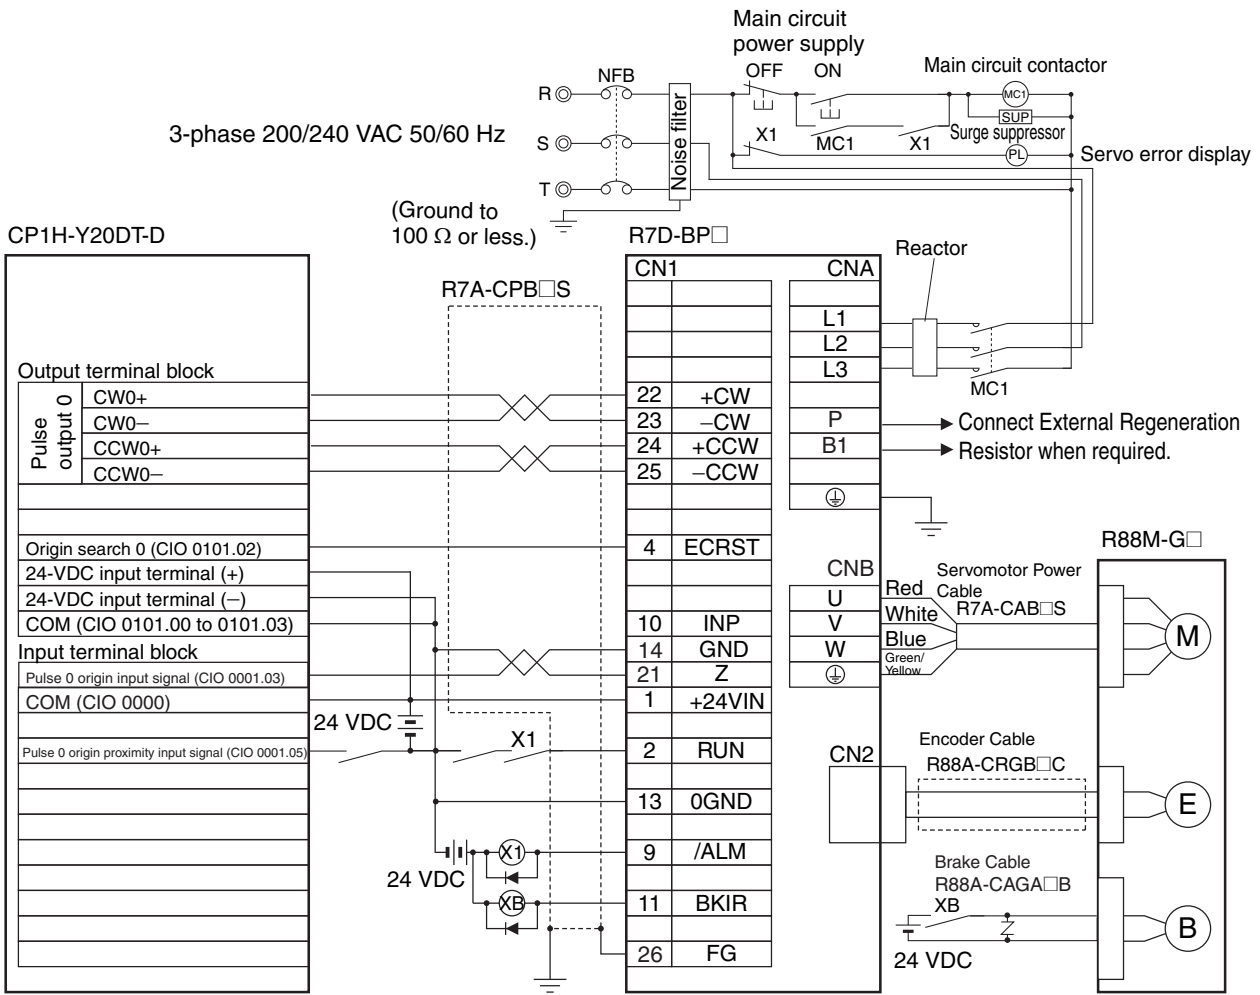 Main circuit
power supply
OFF
ON
Main circuit contactor
NFB
R
MC1
SUP
Surge suppressor
3-phase 200/240 VAC 50/60 Hz
S
Noise filter
X1
MC1
X1
PL
Servo error display
T
(Ground to
100 Ω or less.)
CP1H-Y20DT-D
R7D-BP□
Reactor
R7A-CPB□S
CN1
CNA
L1
L2
L3
MC1
Output terminal block
Pulse
output 0
CW0+
22
+CW
CW0−
23
−CW
P
Connect External Regeneration
CCW0+
24
+CCW
B1
Resistor when required.
CCW0−
25
−CCW
Origin search 0 (CIO 0101.02)
4
ECRST
R88M-G□
24-VDC input terminal (+)
CNB
Servomotor Power
Cable
R7A-CAB□S
24-VDC input terminal (−)
U
Red
COM (CIO 0101.00 to 0101.03)
10
INP
V
White
M
Input terminal block
14
GND
W
Blue
Pulse 0 origin input signal (CIO 0001.03)
21
Z
Green/
Yellow
COM (CIO 0000)
1
+24VIN
24 VDC
Pulse 0 origin proximity input signal (CIO 0001.05)
X1
2
RUN
CN2
Encoder Cable
R88A-CRGB□C
13
0GND
E
X1
9
/ALM
24 VDC
Brake Cable
R88A-CAGA□B
XB
11
BKIR
XB
B
26
FG
24 VDC